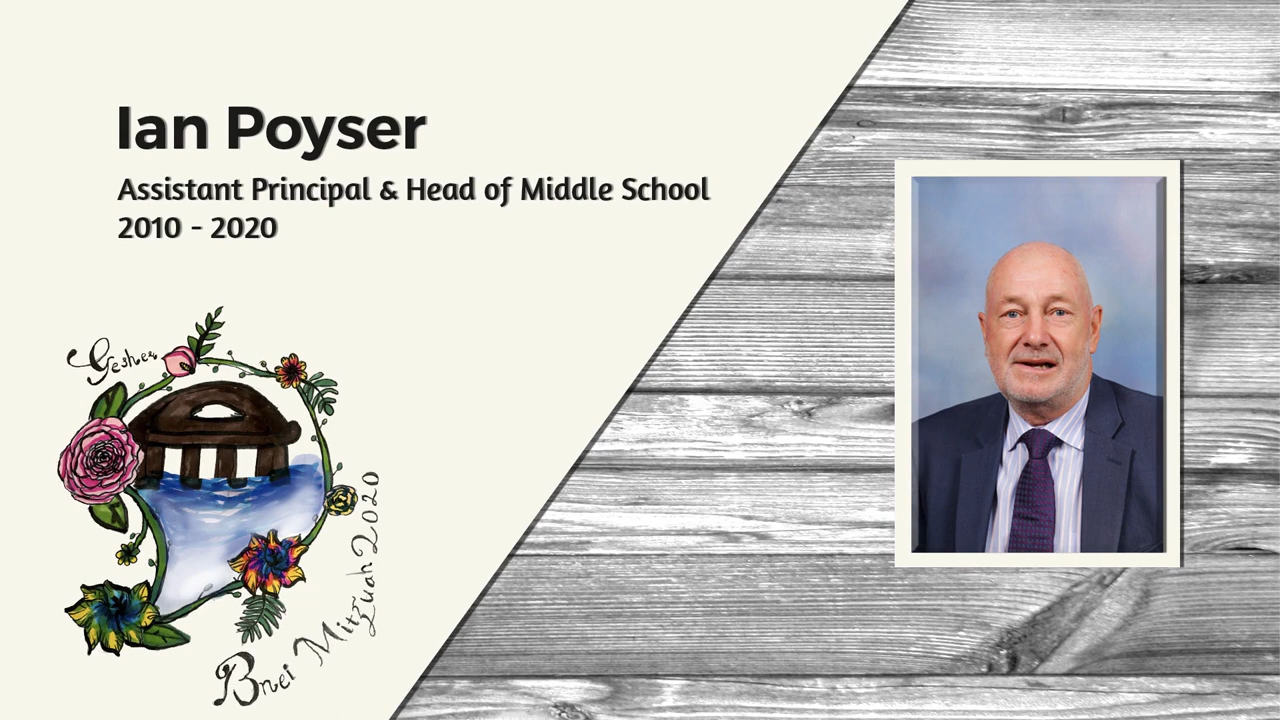 Ian Poyser
Assistant Principal & Head of Middle School
2010 - 2020
Gesher
Bnei Mitzvah 2020